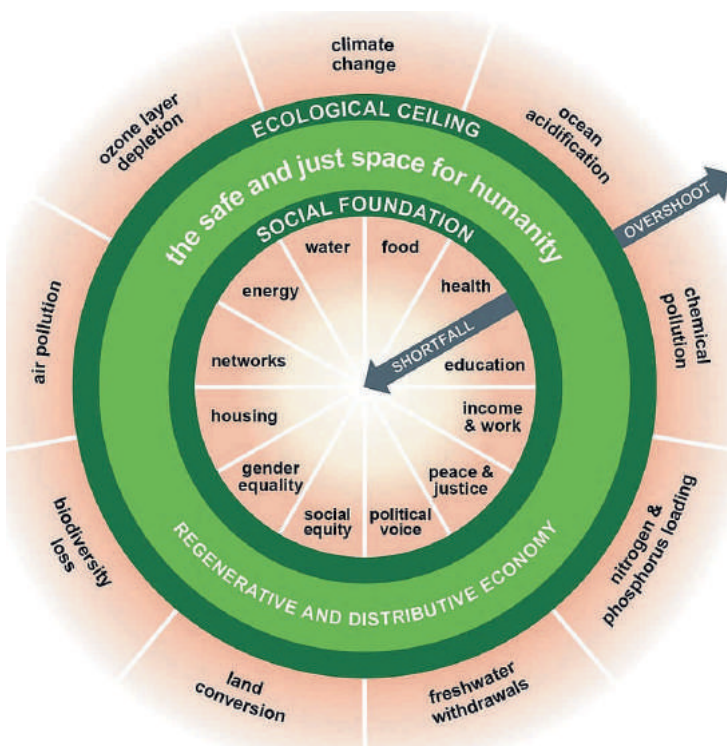 climate
change
ocean
acidification
chemical
pollution
nitrogen &
phosphorus loading
freshwater
withdrawals
land
conversion
biodiversity
loss
air pollution
ozone layer
depletion
OVERSHOOT
ECOLOGICAL CEILING
the safe and just space for humanity
SOCIAL FOUNDATION
water
food
health
SHORTFALL
education
income
& work
peace &
justice
political
voice
social
equity
gender
equality
housing
networks
energy
REGENERATIVE AND DISTRIBUTIVE ECONOMY